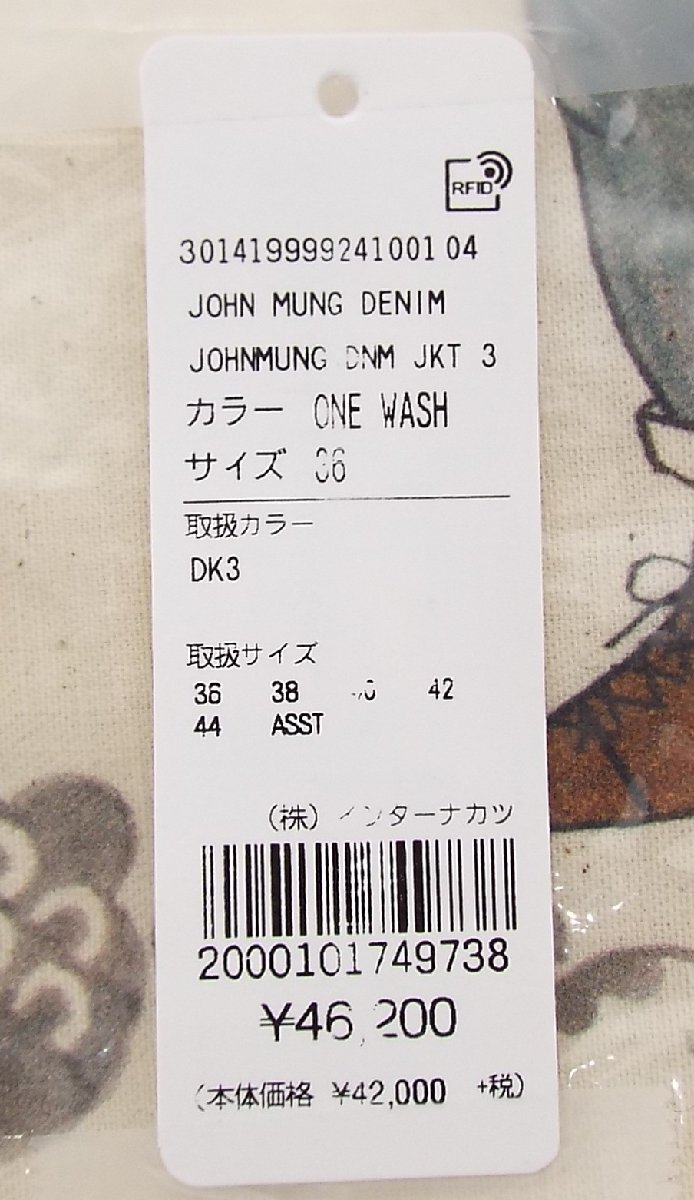 RFID
30141999924100104
JOHN MUNG DENIM
JOHNMUNG DNM JKT 3
カラー ONE WASH
サイズ 36
取扱カラー
DK3
取扱サイズ
36 38 42
44 ASST
(株) インターナカツ
2000101749738
¥46,200
(本体価格 ¥42,000 +税)